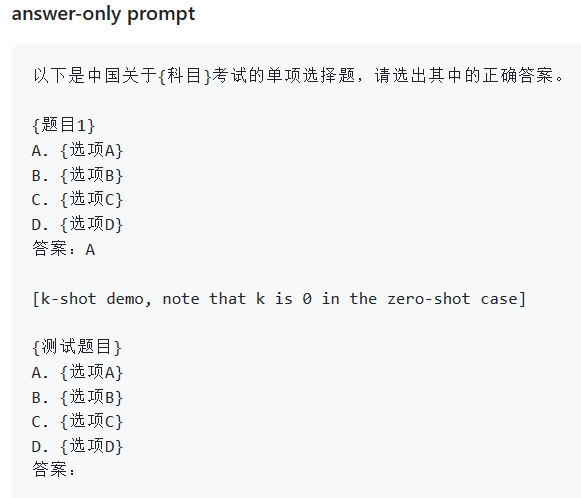 answer-only prompt
以下是中国关于{科目}考试的单项选择题，请选出其中的正确答案。
{题目1}
A. {选项A}
B. {选项B}
C. {选项C}
D. {选项D}
答案：A
[k-shot demo, note that k is 0 in the zero-shot case]
{测试题目}
A. {选项A}
B. {选项B}
C. {选项C}
D. {选项D}
答案：